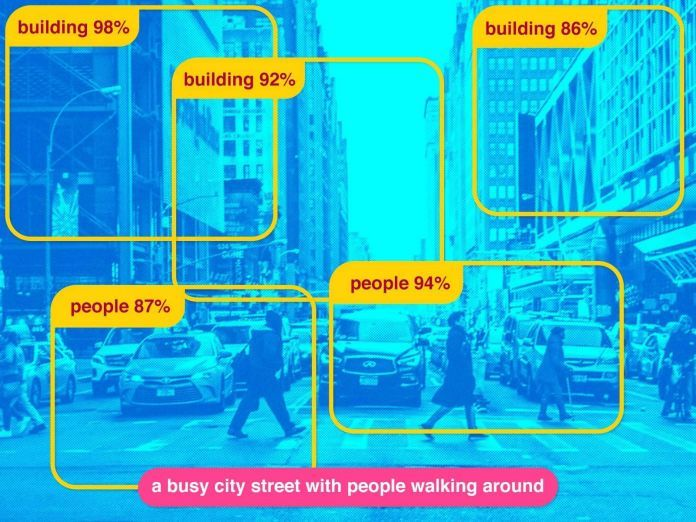 building 98%
building 86%
building 92%
people 94%
people 87%
a busy city street with people walking around